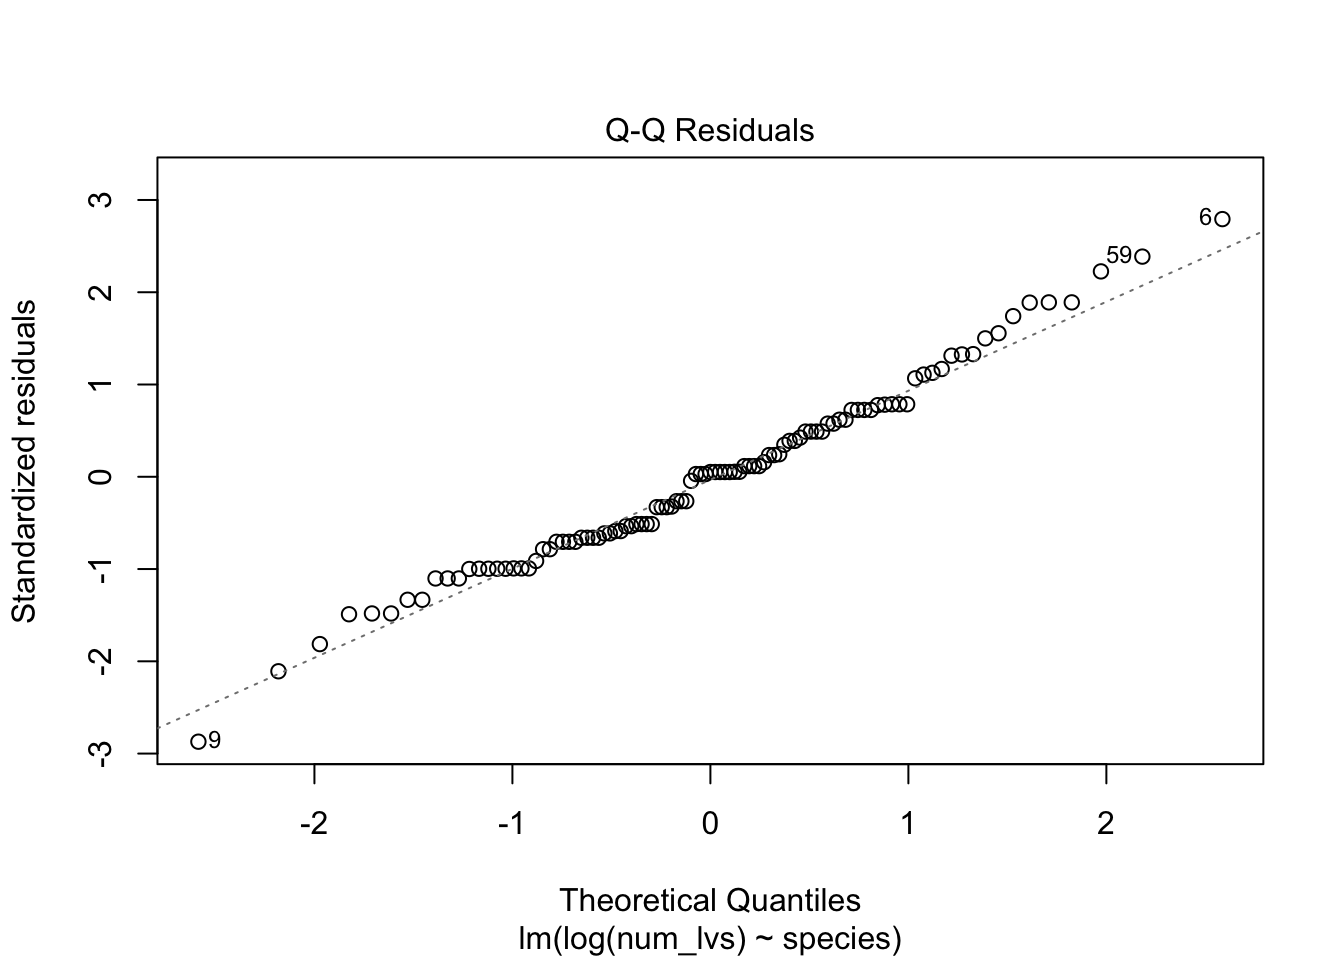 Q-Q Residuals
Standardized residuals
3
2
1
0
-1
-2
-3
6
59
9
-2 -1 0 1 2
Theoretical Quantiles
lm(log(num_lvs) ~ species)